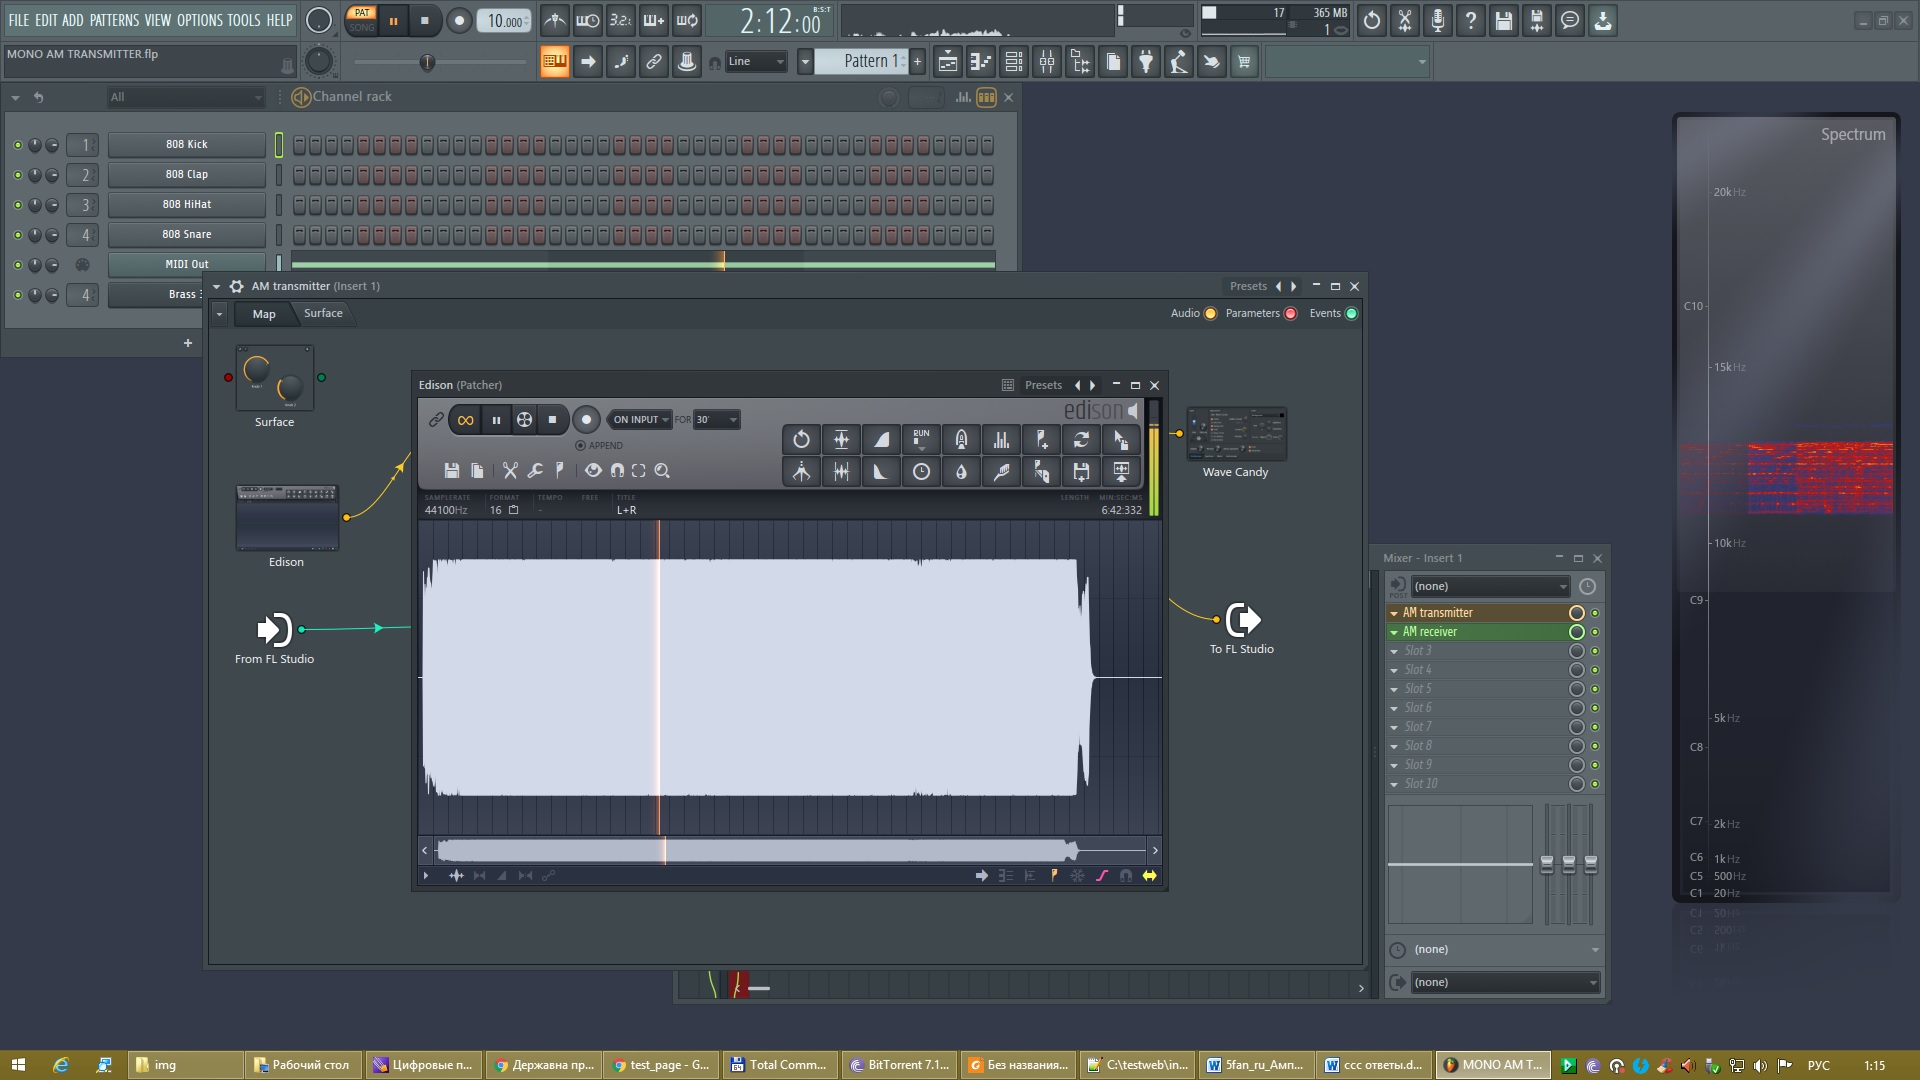 FILE EDIT ADD PATTERNS VIEW OPTIONS TOOLS HELP
PAT
SONG
10.000
3.2.
2:12:00
B:S:T
17
365 MB
1
MONO AM TRANSMITTER.flp
Line
Pattern 1
All
Channel rack
1
808 Kick
2
808 Clap
3
808 HiHat
4
808 Snare
MIDI Out
4
Brass
AM transmitter (Insert 1)
Presets
Map
Surface
Audio
Parameters
Events
Surface
Edison
From FL Studio
Wave Candy
To FL Studio
Edison (Patcher)
Presets
edison
ON INPUT
FOR
30'
APPEND
RUN
SAMPLERATE
FORMAT
TEMPO
FREE
TITLE
LENGTH
MIN:SEC:MS
44100Hz
16
-
L+R
6:42:332
Mixer - Insert 1
POST
(none)
AM transmitter
AM receiver
Slot 3
Slot 4
Slot 5
Slot 6
Slot 7
Slot 8
Slot 9
Slot 10
(none)
(none)
Spectrum
20kHz
C10
15kHz
10kHz
C9
5kHz
C8
C7
2kHz
C6
1kHz
C5
500Hz
C1
20Hz
img
Рабочий стол
Цифровые п...
Державна пр...
test_page - G...
Total Comm...
BitTorrent 7.1...
Без названия...
C:\testweb\in...
5fan_ru_Амп...
ссс ответы.d...
MONO AM T...
РУС
1:15